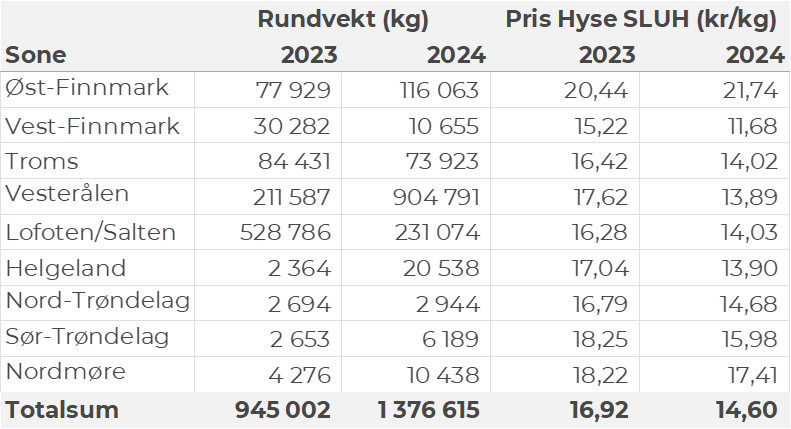 Rundvekt (kg) Pris Hyse SLUH (kr/kg)
Sone 2023 2024 2023 2024
Øst-Finnmark 77 929 116 063 20,44 21,74
Vest-Finnmark 30 282 10 655 15,22 11,68
Troms 84 431 73 923 16,42 14,02
Vesterålen 211 587 904 791 17,62 13,89
Lofoten/Salten 528 786 231 074 16,28 14,03
Helgeland 2 364 20 538 17,04 13,90
Nord-Trøndelag 2 694 2 944 16,79 14,68
Sør-Trøndelag 2 653 6 189 18,25 15,98
Nordmøre 4 276 10 438 18,22 17,41
Totalsum 945 002 1 376 615 16,92 14,60